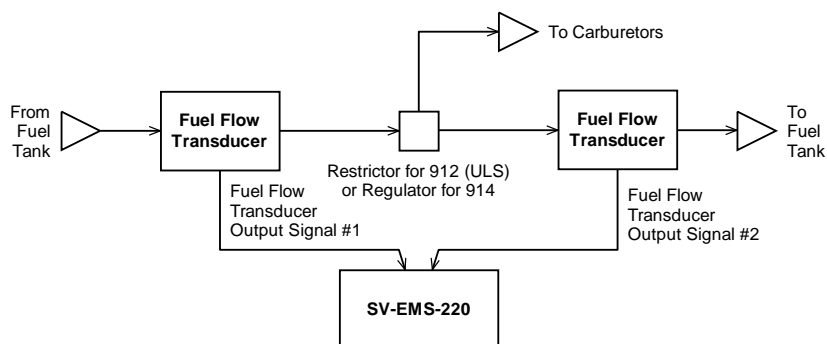 To Carburetors
From
Fuel
Tank
Fuel Flow
Transducer
Fuel Flow
Transducer
To
Fuel
Tank
Restrictor for 912 (ULS)
or Regulator for 914
Fuel Flow
Transducer
Output Signal #1
Fuel Flow
Transducer
Output Signal #2
SV-EMS-220